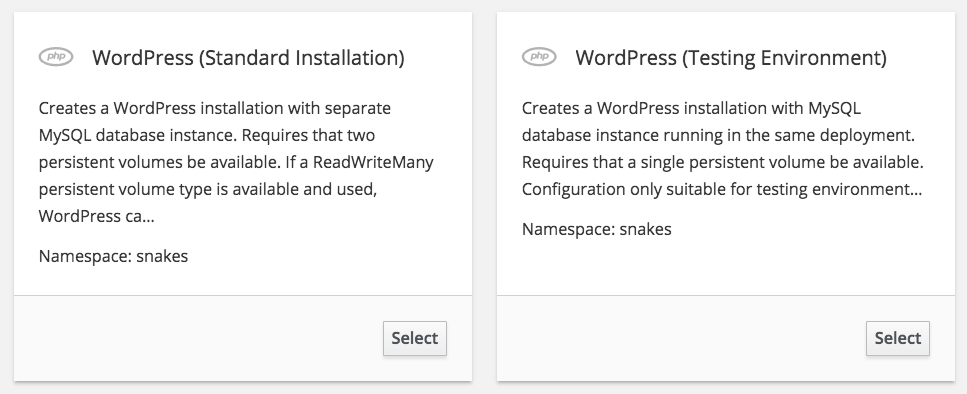 php
WordPress (Standard Installation)
Creates a WordPress installation with separate
MySQL database instance. Requires that two
persistent volumes be available. If a ReadWriteMany
persistent volume type is available and used,
WordPress ca...
Namespace: snakes
Select
php
WordPress (Testing Environment)
Creates a WordPress installation with MySQL
database instance running in the same deployment.
Requires that a single persistent volume be available.
Configuration only suitable for testing environment...
Namespace: snakes
Select